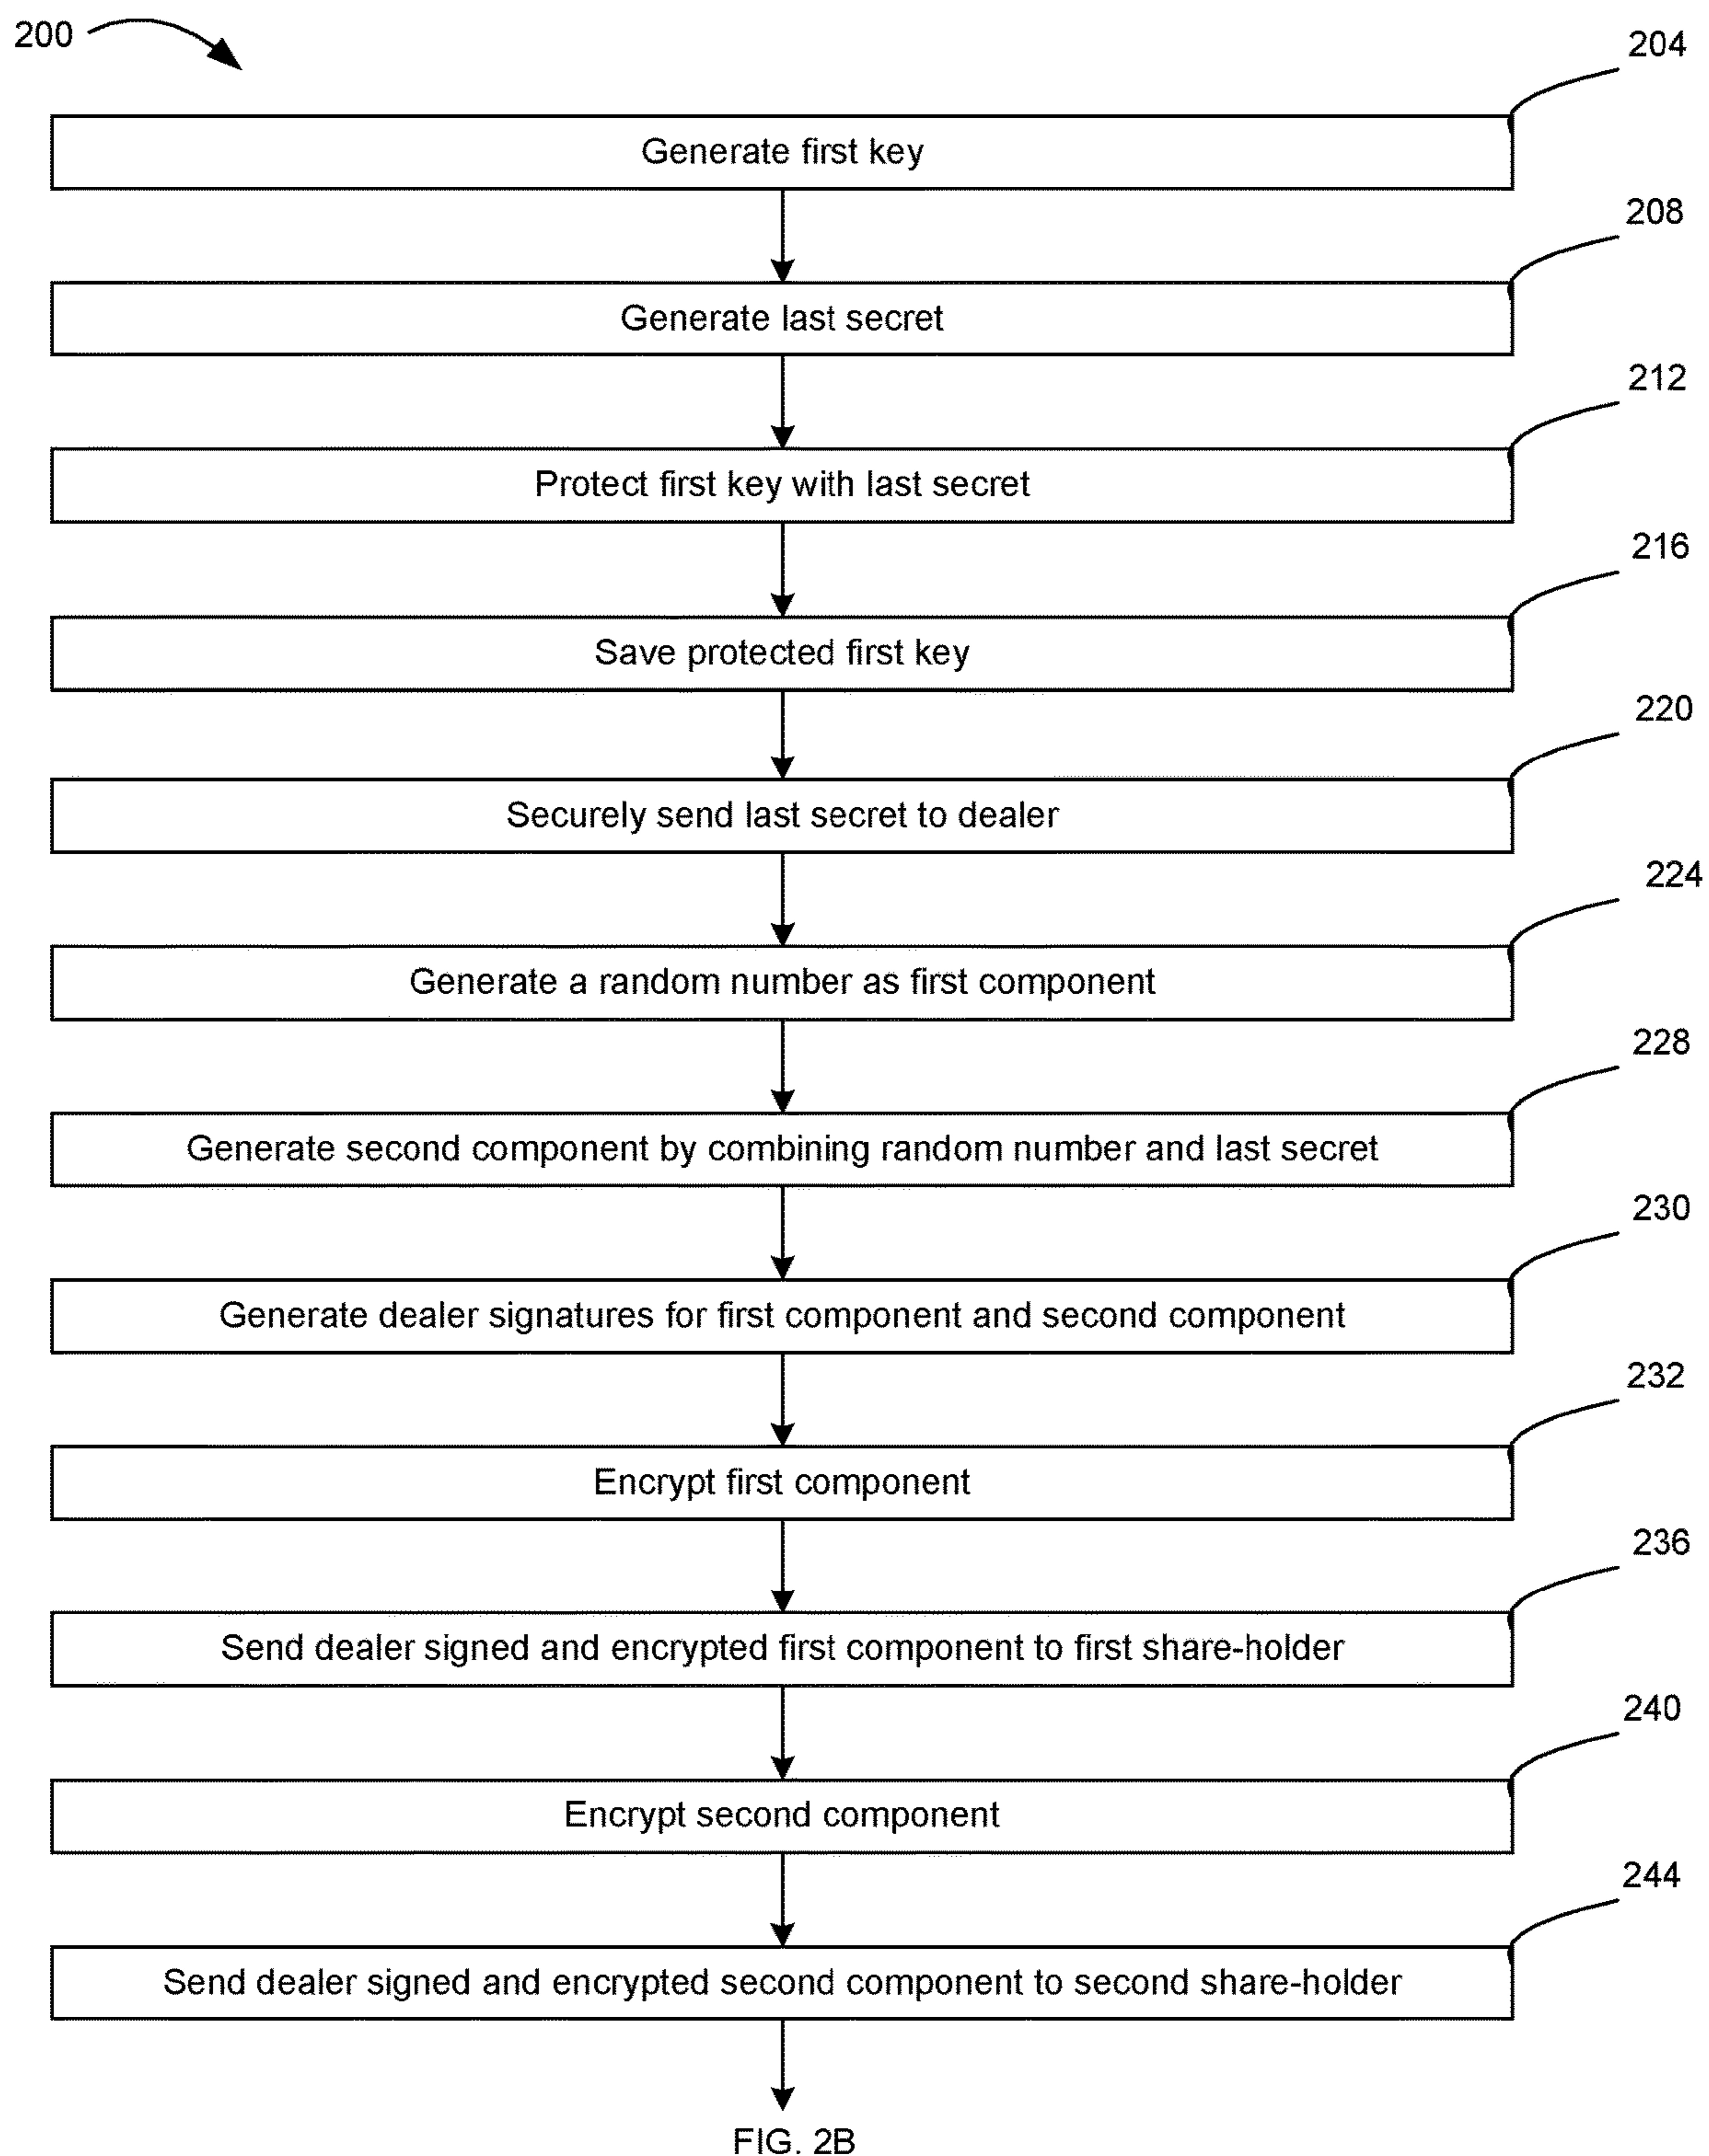 200
204
Generate first key
208
Generate last secret
212
Protect first key with last secret
216
Save protected first key
220
Securely send last secret to dealer
224
Generate a random number as first component
228
Generate second component by combining random number and last secret
230
Generate dealer signatures for first component and second component
232
Encrypt first component
236
Send dealer signed and encrypted first component to first share-holder
240
Encrypt second component
244
Send dealer signed and encrypted second component to second share-holder
FIG. 2B